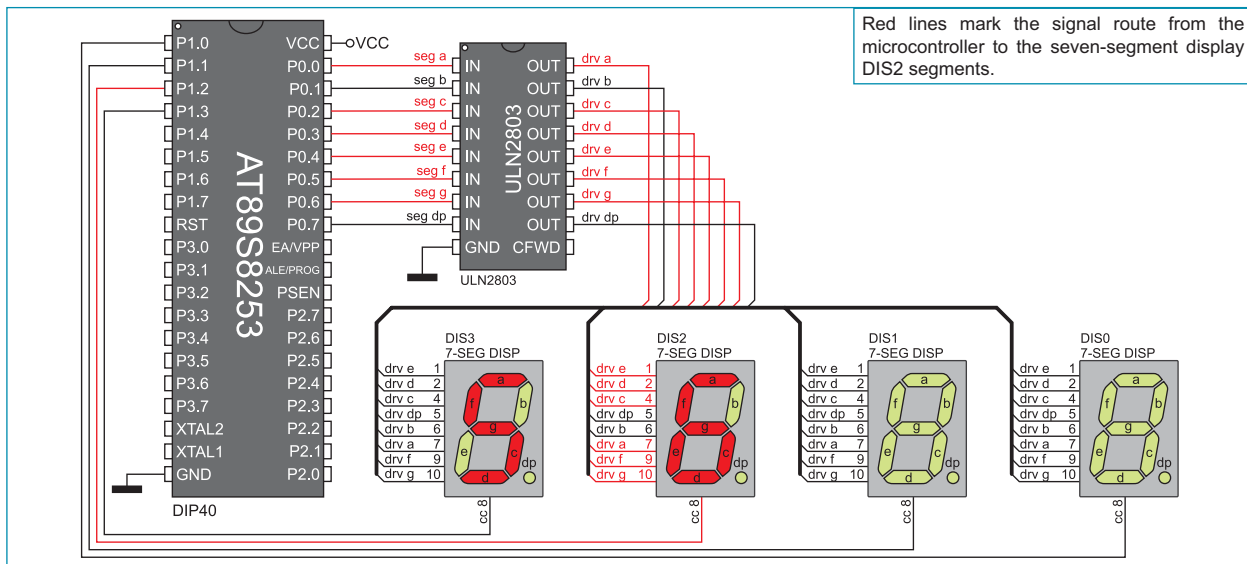 Red lines mark the signal route from the
microcontroller to the seven-segment display
DIS2 segments.
P1.0
P1.1
P1.2
P1.3
P1.4
P1.5
P1.6
P1.7
RST
P3.0
P3.1
P3.2
P3.3
P3.4
P3.5
P3.6
P3.7
XTAL2
XTAL1
GND
AT89S8253
VCC
P0.0
P0.1
P0.2
P0.3
P0.4
P0.5
P0.6
P0.7
EA/VPP
ALE/PROG
PSEN
P2.7
P2.6
P2.5
P2.4
P2.3
P2.2
P2.1
P2.0
DIP40
VCC
seg a
seg b
seg c
seg d
seg e
seg f
seg g
seg dp
IN
IN
IN
IN
IN
IN
IN
IN
GND
ULN2803
OUT
OUT
OUT
OUT
OUT
OUT
OUT
OUT
CFWD
ULN2803
drv a
drv b
drv c
drv d
drv e
drv f
drv g
drv dp
DIS3
7-SEG DISP
drv e 1
drv d 2
drv c 4
drv dp 5
drv b 6
drv a 7
drv f 9
drv g 10
a
f
b
g
e
c
d
dp
cc 8
DIS2
7-SEG DISP
drv e 1
drv d 2
drv c 4
drv dp 5
drv b 6
drv a 7
drv f 9
drv g 10
a
f
b
g
e
c
d
dp
cc 8
DIS1
7-SEG DISP
drv e 1
drv d 2
drv c 4
drv dp 5
drv b 6
drv a 7
drv f 9
drv g 10
a
f
b
g
e
c
d
dp
cc 8
DIS0
7-SEG DISP
drv e 1
drv d 2
drv c 4
drv dp 5
drv b 6
drv a 7
drv f 9
drv g 10
a
f
b
g
e
c
d
dp
cc 8